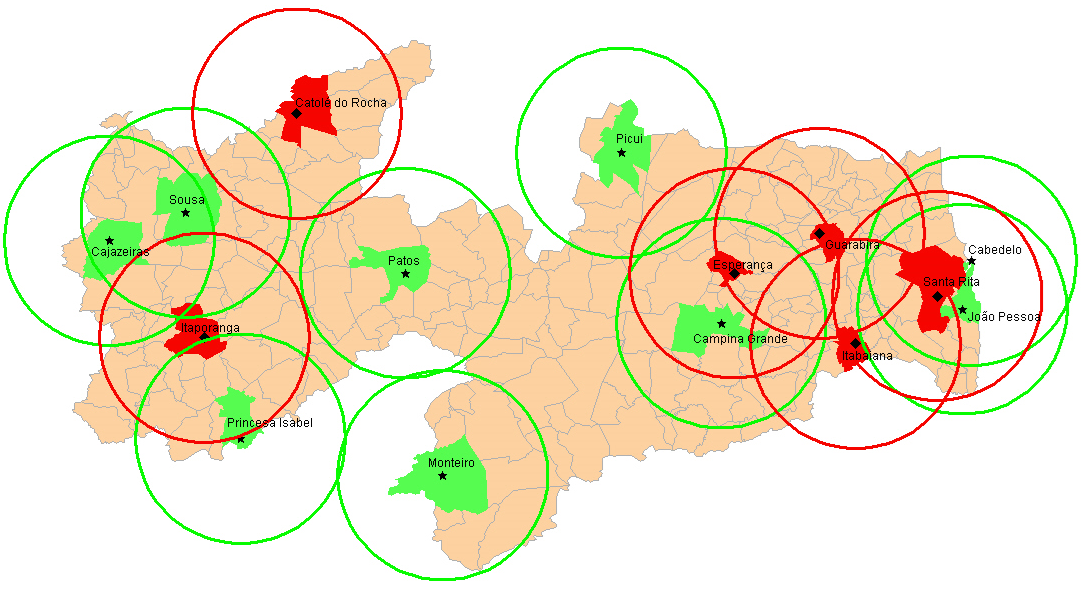 Catolé do Rocha
Picuí
Sousa
Guarabira
Cajazeiras
Cabedelo
Patos
Esperança
Santa Rita
João Pessoa
Itaporanga
Campina Grande
Itabaiana
Princesa Isabel
Monteiro